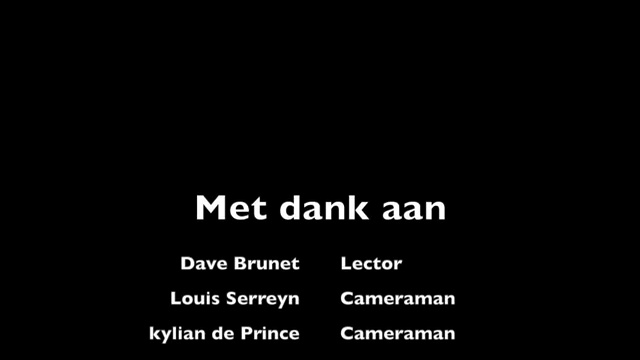 Met dank aan
Dave Brunet Lector
Louis Serreyn Cameraman
kylian de Prince Cameraman